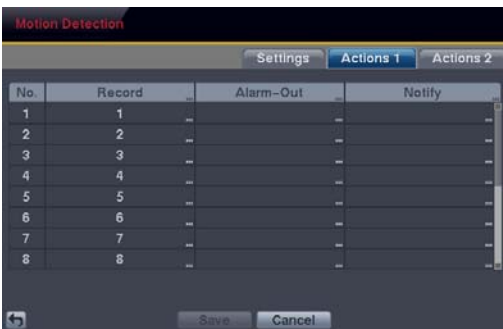 Motion Detection
Settings Actions 1 Actions 2
No. Record ... Alarm-Out ... Notify ...
1 1 ... ... ...
2 2 ... ... ...
3 3 ... ... ...
4 4 ... ... ...
5 5 ... ... ...
6 6 ... ... ...
7 7 ... ... ...
8 8 ... ... ...
Save Cancel